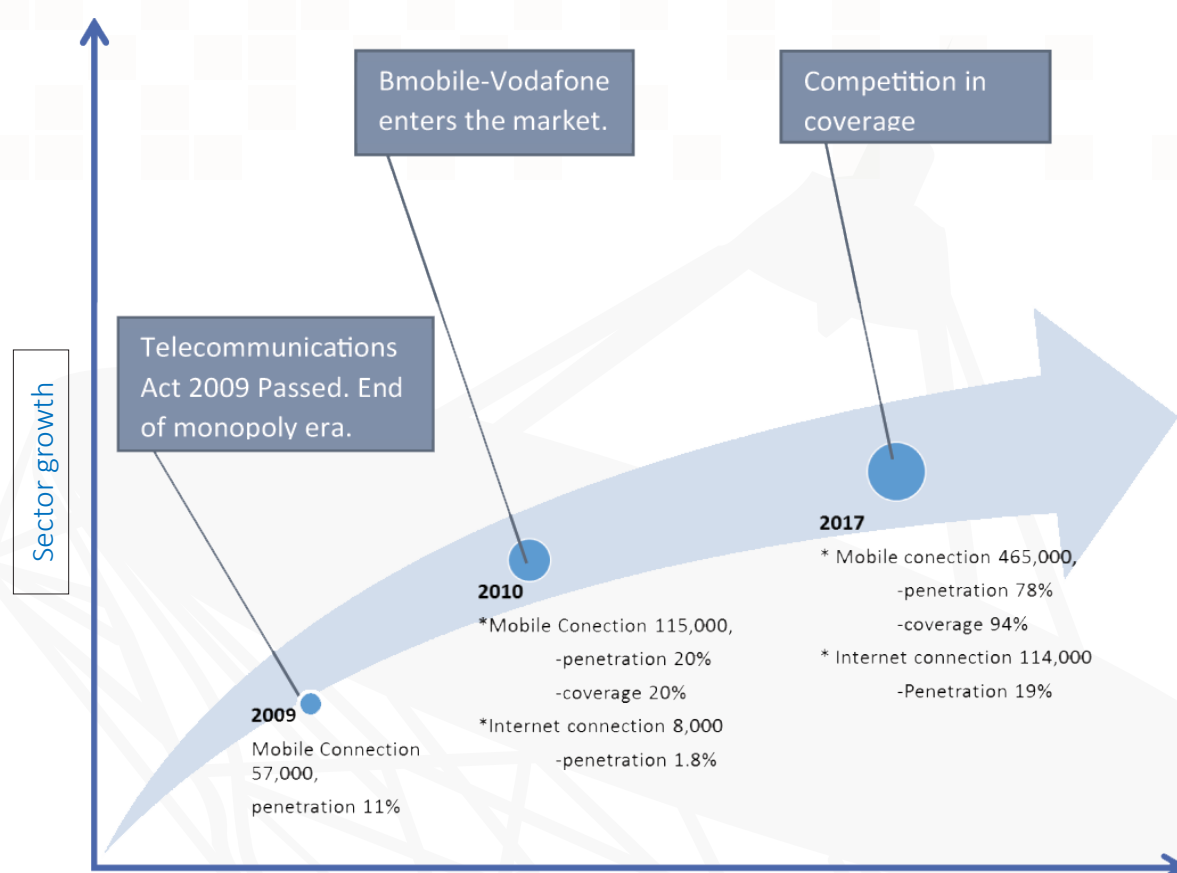 Bmobile-Vodafone
enters the market.
Competition in
coverage
Telecommunications
Act 2009 Passed. End
of monopoly era.
Sector growth
2009
Mobile Connection
57,000,
penetration 11%
2010
*Mobile Conection 115,000,
-penetration 20%
-coverage 20%
*Internet connection 8,000
-penetration 1.8%
2017
* Mobile conection 465,000,
-penetration 78%
-coverage 94%
* Internet connection 114,000
-Penetration 19%